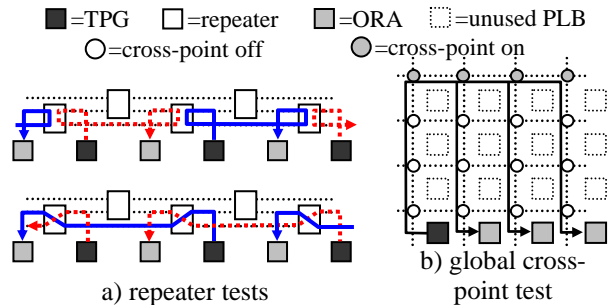 =TPG =repeater =ORA =unused PLB
=cross-point off =cross-point on
a) repeater tests
b) global cross-
point test